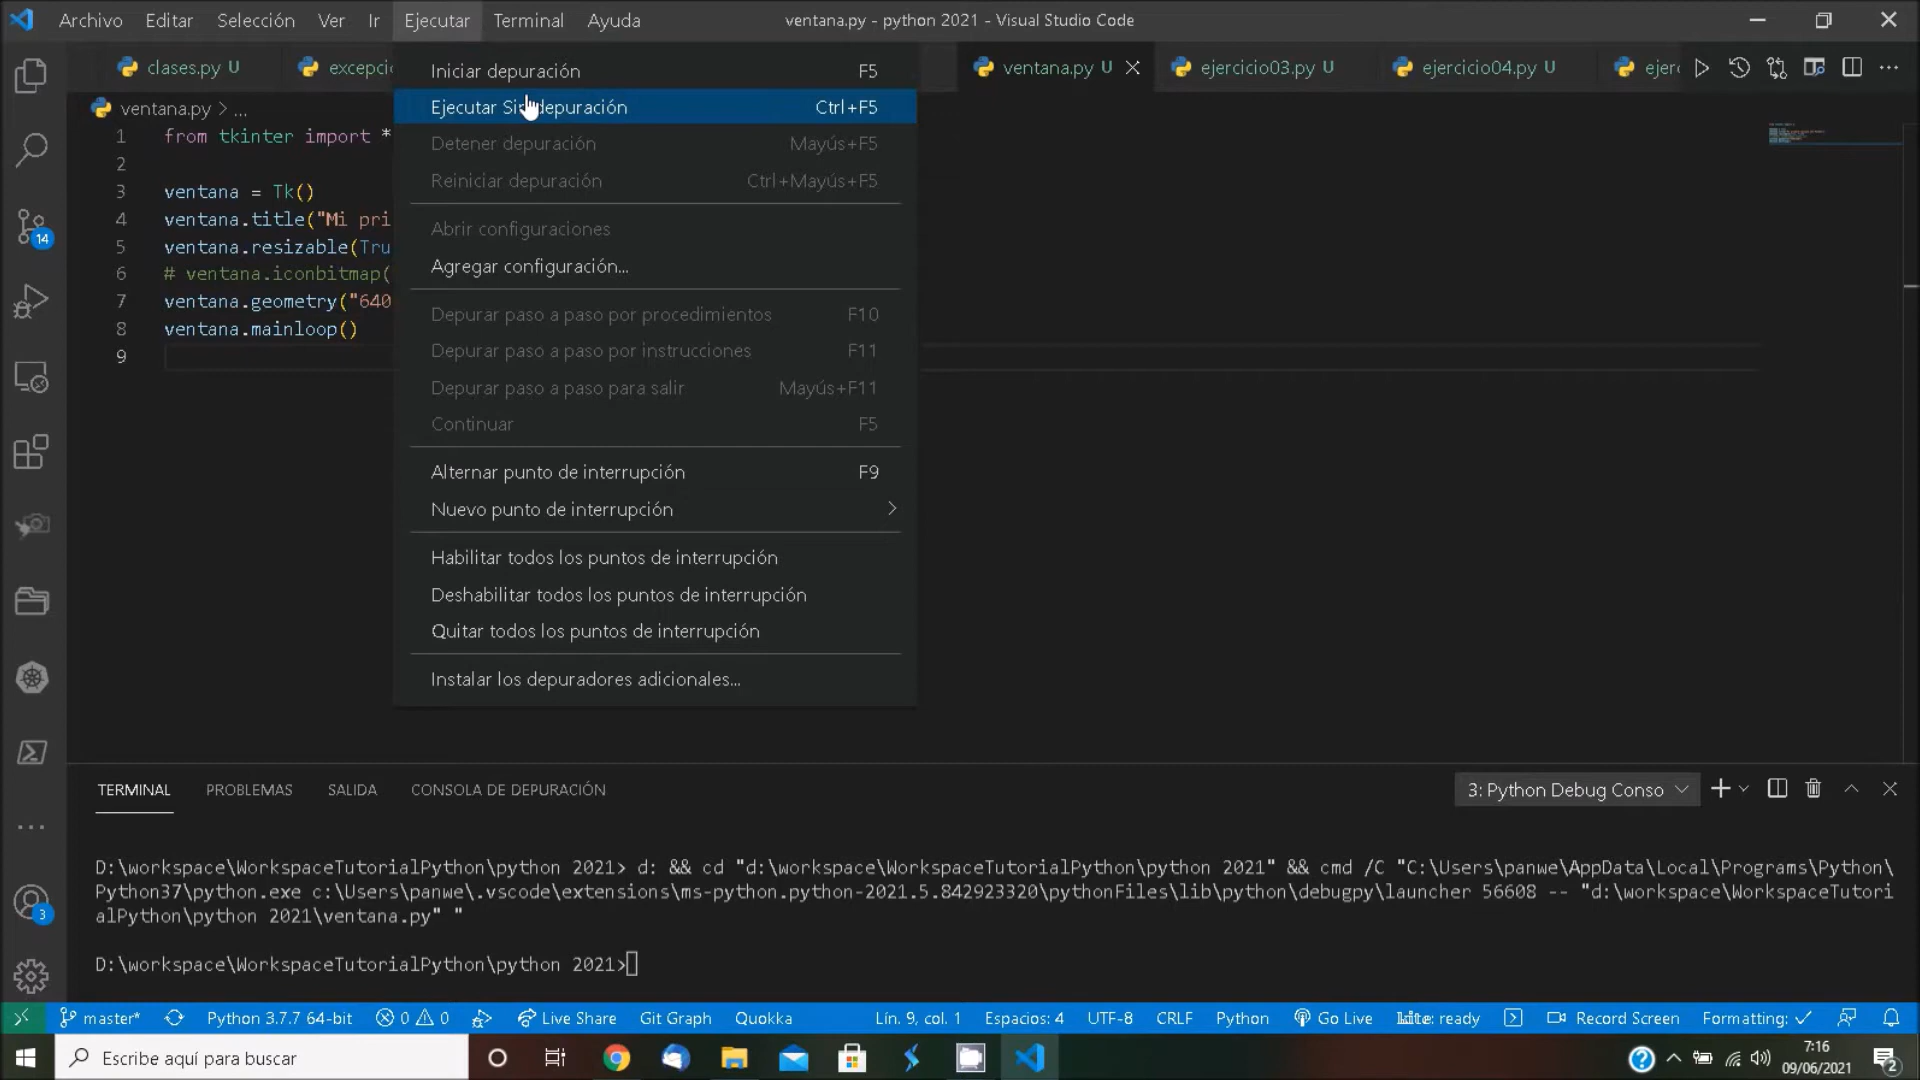 Archivo Editar Selección Ver Ir Ejecutar Terminal Ayuda
ventana.py - python 2021 - Visual Studio Code
clases.py U
excepci
ventana.py U
ejercicio03.py U
ejercicio04.py U
ejerc
ventana.py > ...
1 from tkinter import *
2
3 ventana = Tk()
4 ventana.title("Mi pri
5 ventana.resizable(Tru
6 # ventana.iconbitmap(
7 ventana.geometry("640
8 ventana.mainloop()
9
Iniciar depuración F5
Ejecutar Sin depuración Ctrl+F5
Detener depuración Mayús+F5
Reiniciar depuración Ctrl+Mayús+F5
Abrir configuraciones
Agregar configuración...
Depurar paso a paso por procedimientos F10
Depurar paso a paso por instrucciones F11
Depurar paso a paso para salir Mayús+F11
Continuar F5
Alternar punto de interrupción F9
Nuevo punto de interrupción
Habilitar todos los puntos de interrupción
Deshabilitar todos los puntos de interrupción
Quitar todos los puntos de interrupción
Instalar los depuradores adicionales...
14
3
TERMINAL PROBLEMAS SALIDA CONSOLA DE DEPURACIÓN
3: Python Debug Conso
D:\workspace\WorkspaceTutorialPython\python 2021> d: && cd "d:\workspace\WorkspaceTutorialPython\python 2021" && cmd /C "C:\Users\panwe\AppData\Local\Programs\Python\
Python37\python.exe c:\Users\panwe\.vscode\extensions\ms-python.python-2021.5.842923320\pythonFiles\lib\python\debugpy\launcher 56608 -- "d:\workspace\WorkspaceTutori
alPython\python 2021\ventana.py" "
D:\workspace\WorkspaceTutorialPython\python 2021>
master* Python 3.7.7 64-bit 0 0 Live Share Git Graph Quokka Lín. 9, col. 1 Espacios: 4 UTF-8 CRLF Python Go Live kite: ready Record Screen Formatting: ✓
Escribe aquí para buscar
7:16
09/06/2021
2